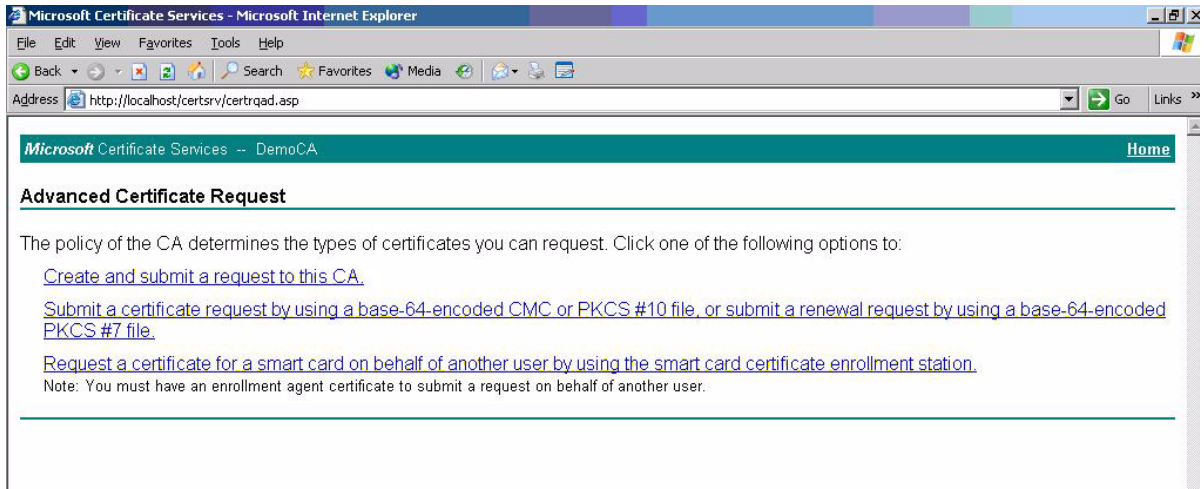 Microsoft Certificate Services - Microsoft Internet Explorer
File Edit View Favorites Tools Help
Back Search Favorites Media
Address http://localhost/certsrv/certrqad.asp Go Links »
Microsoft Certificate Services -- DemoCA Home
Advanced Certificate Request
The policy of the CA determines the types of certificates you can request. Click one of the following options to:
Create and submit a request to this CA.
Submit a certificate request by using a base-64-encoded CMC or PKCS #10 file, or submit a renewal request by using a base-64-encoded
PKCS #7 file.
Request a certificate for a smart card on behalf of another user by using the smart card certificate enrollment station.
Note: You must have an enrollment agent certificate to submit a request on behalf of another user.